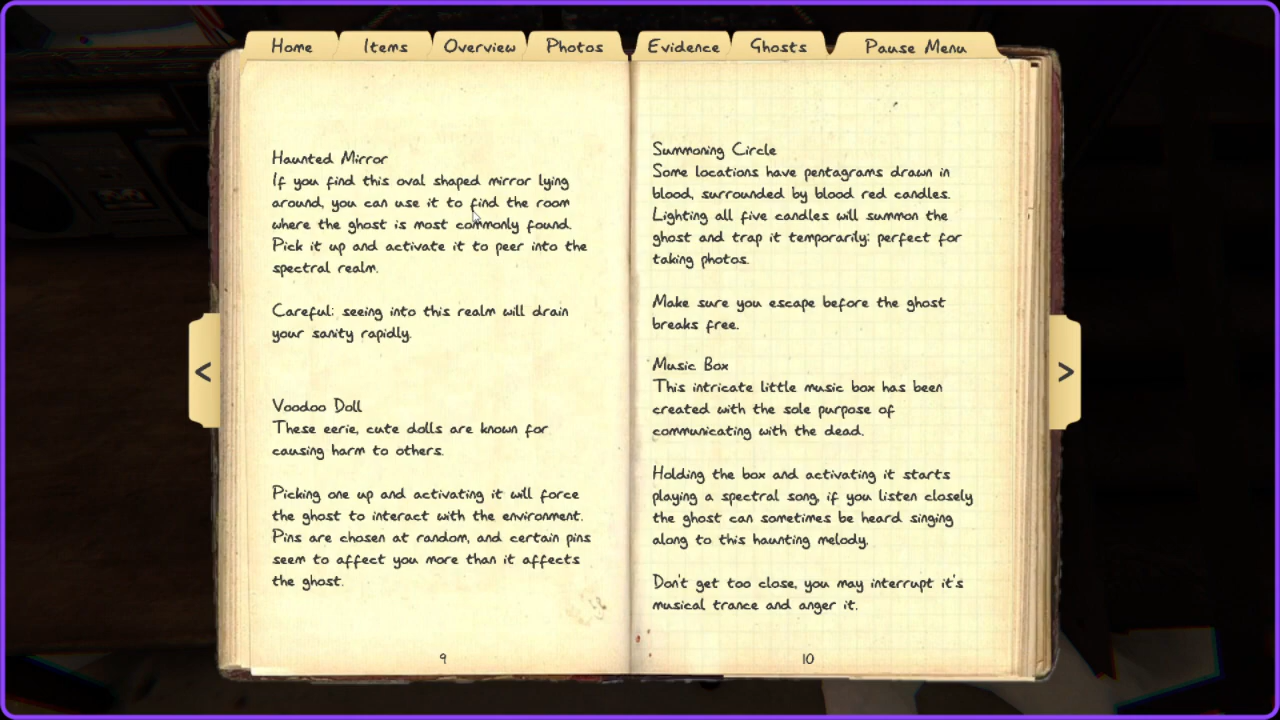 Home
Items
Overview
Photos
Evidence
Ghosts
Pause Menu
Haunted Mirror
If you find this oval shaped mirror lying
around, you can use it to find the room
where the ghost is most commonly found.
Pick it up and activate it to peer into the
spectral realm.
Careful: seeing into this realm will drain
your sanity rapidly.
Voodoo Doll
These eerie, cute dolls are known for
causing harm to others.
Picking one up and activating it will force
the ghost to interact with the environment.
Pins are chosen at random, and certain pins
seem to affect you more than it affects
the ghost.
9
<
Summoning Circle
Some locations have pentagrams drawn in
blood, surrounded by blood red candles.
Lighting all five candles will summon the
ghost and trap it temporarily: perfect for
taking photos.
Make sure you escape before the ghost
breaks free.
Music Box
This intricate little music box has been
created with the sole purpose of
communicating with the dead.
Holding the box and activating it starts
playing a spectral song, if you listen closely
the ghost can sometimes be heard singing
along to this haunting melody.
Don't get too close, you may interrupt it's
musical trance and anger it.
10
>